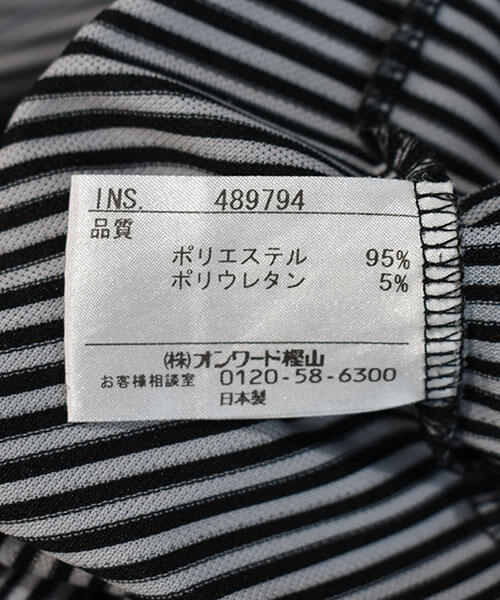 INS. 489794
品質
ポリエステル 95%
ポリウレタン 5%
(株)オンワード樫山
お客様相談室 0120-58-6300
日本製